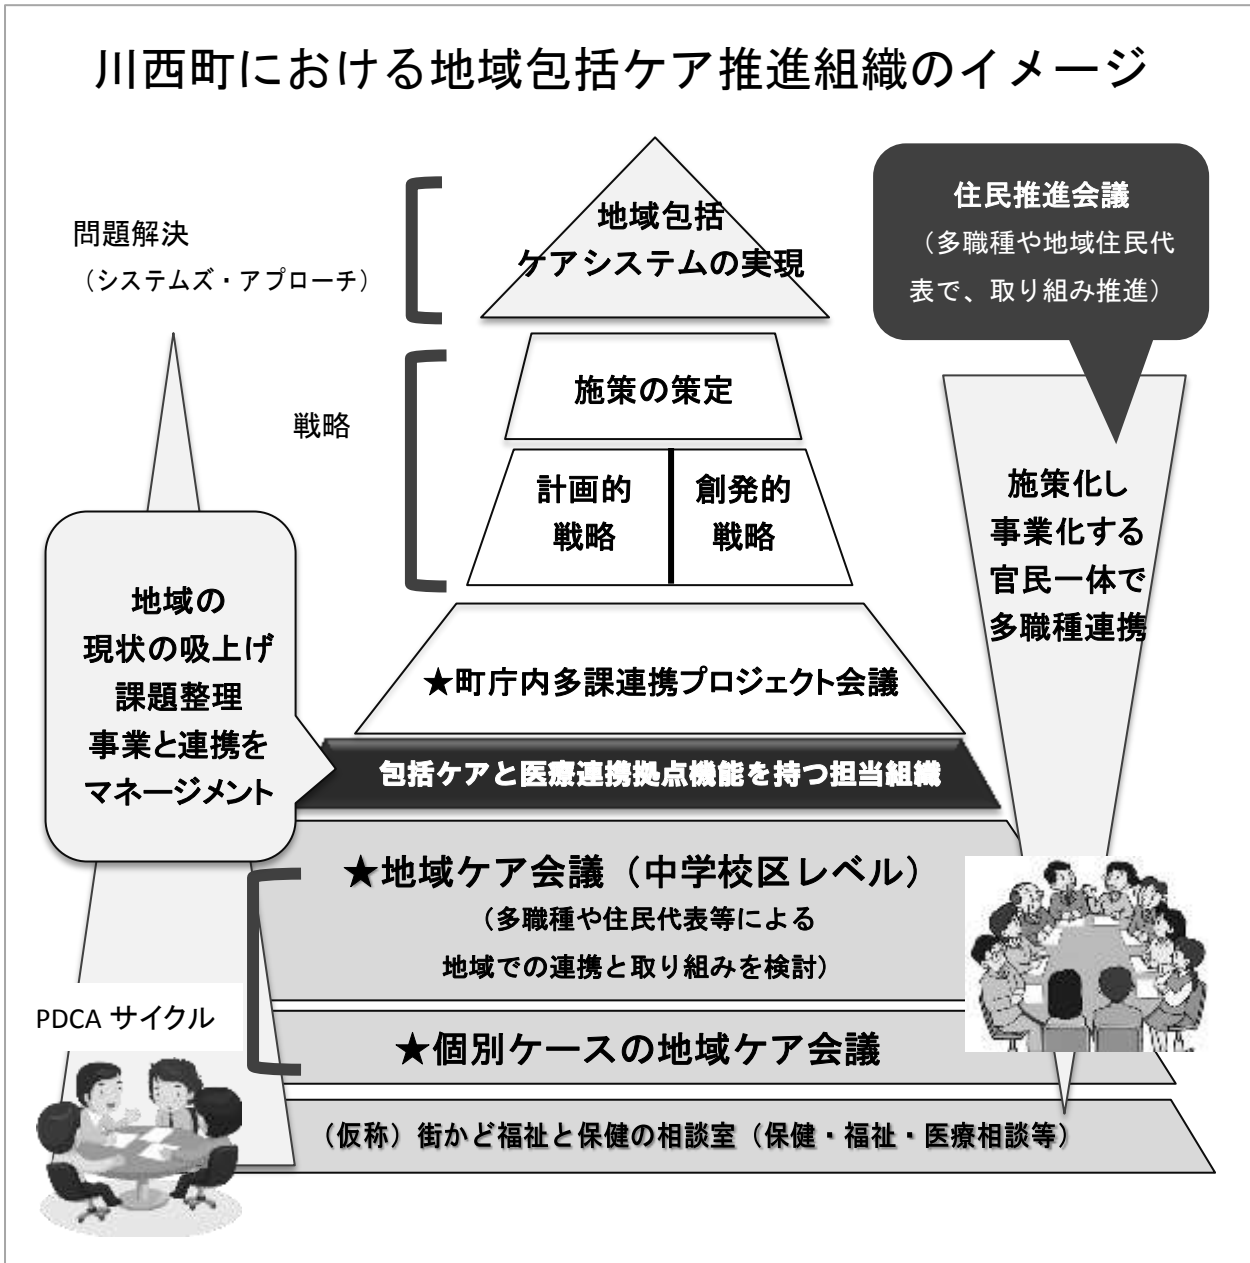 川西町における地域包括ケア推進組織のイメージ
問題解決
（システムズ・アプローチ）
地域包括
ケアシステムの実現
住民推進会議
（多職種や地域住民代
表で、取り組み推進）
戦略
施策の策定
計画的
戦略
創発的
戦略
施策化し
事業化する
官民一体で
多職種連携
地域の
現状の吸上げ
課題整理
事業と連携を
マネージメント
★町庁内多課連携プロジェクト会議
包括ケアと医療連携拠点機能を持つ担当組織
★地域ケア会議（中学校区レベル）
（多職種や住民代表等による
地域での連携と取り組みを検討）
PDCA サイクル
★個別ケースの地域ケア会議
（仮称）街かど福祉と保健の相談室（保健・福祉・医療相談等）